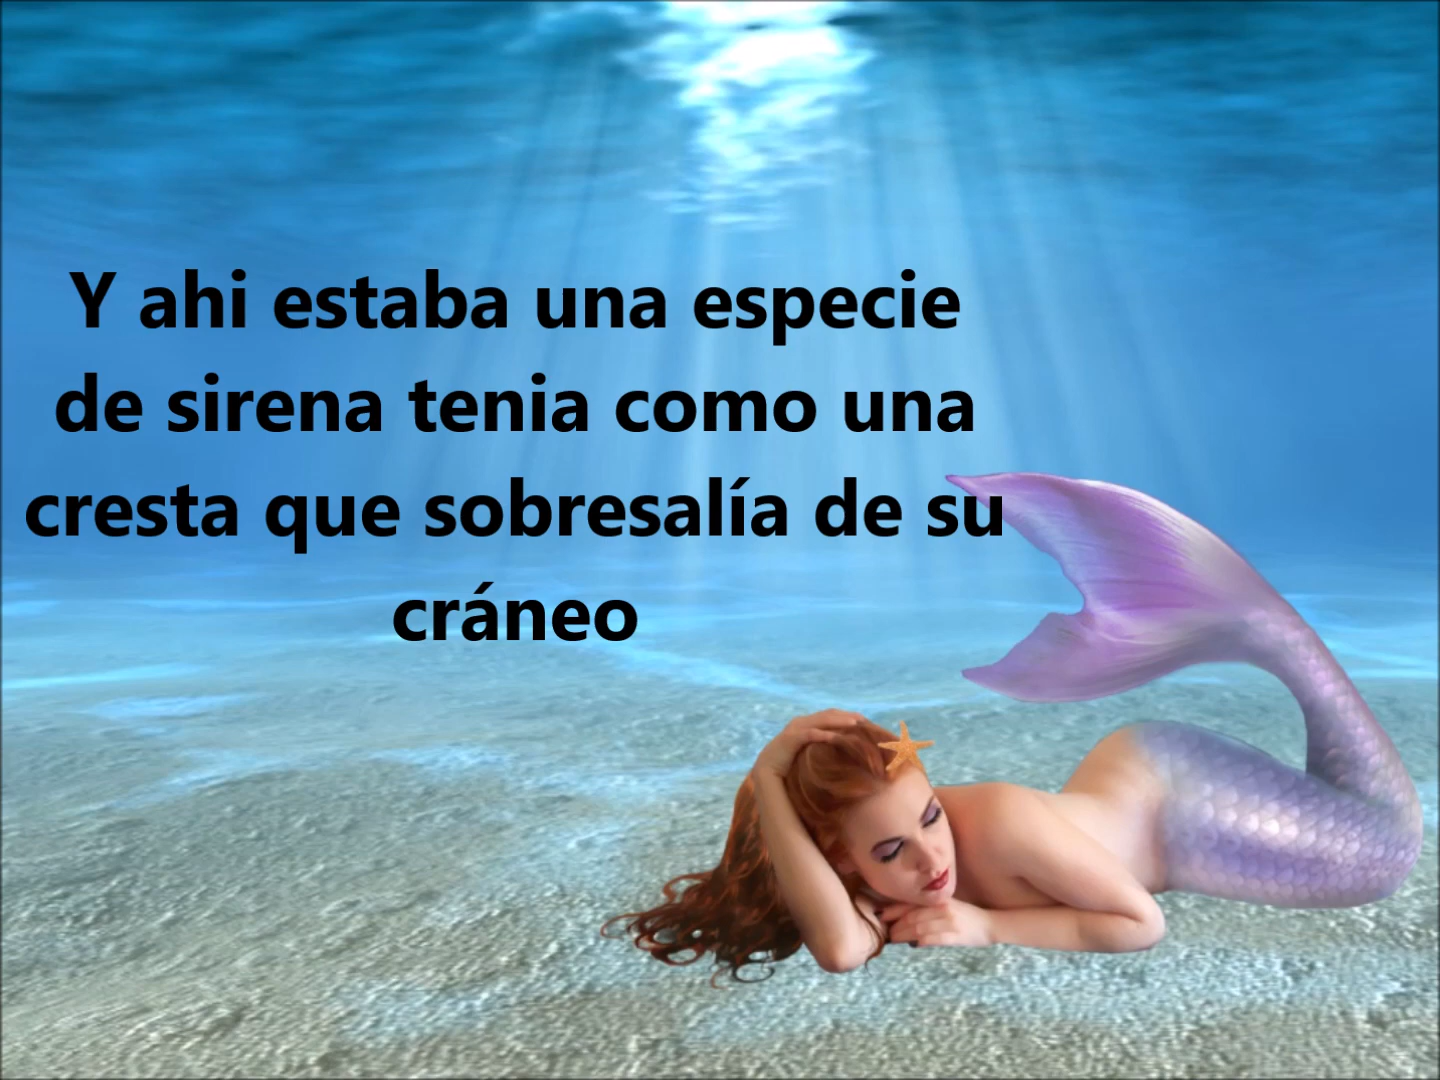 Y ahi estaba una especie
de sirena tenia como una
cresta que sobresalía de su
cráneo